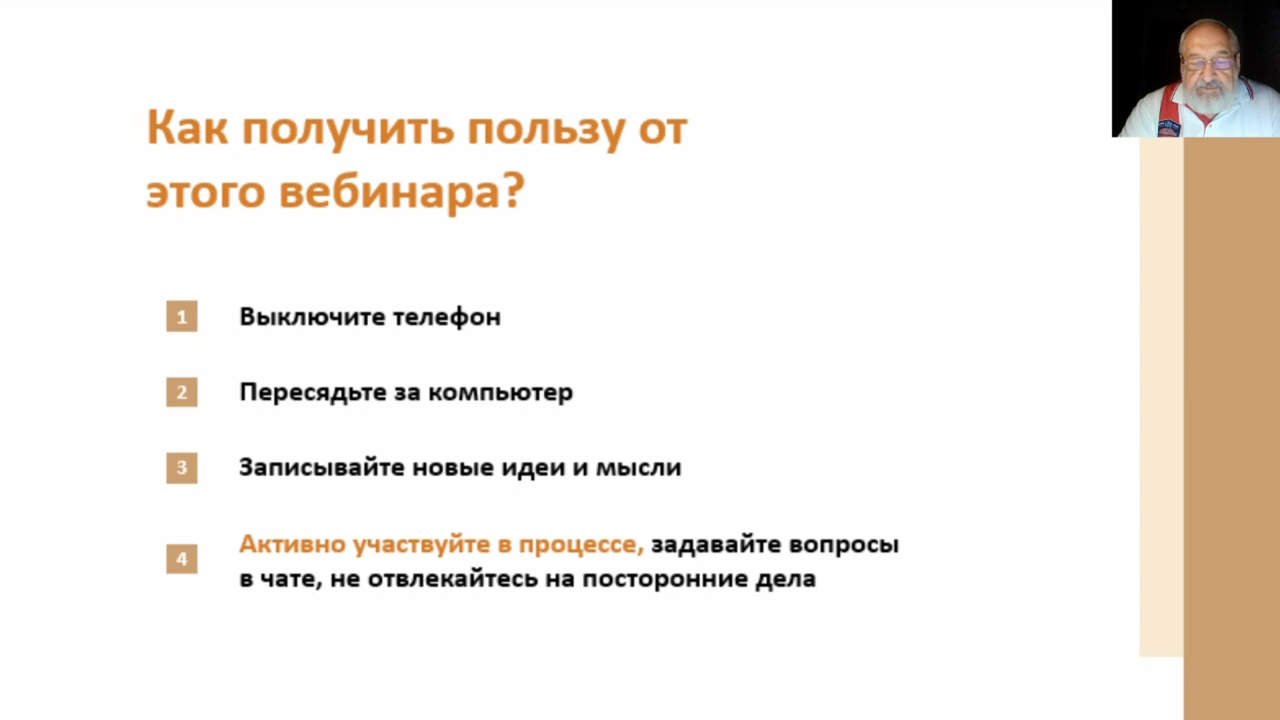 Как получить пользу от
этого вебинара?
1 Выключите телефон
2 Пересядьте за компьютер
3 Записывайте новые идеи и мысли
4 Активно участвуйте в процессе, задавайте вопросы
в чате, не отвлекайтесь на посторонние дела